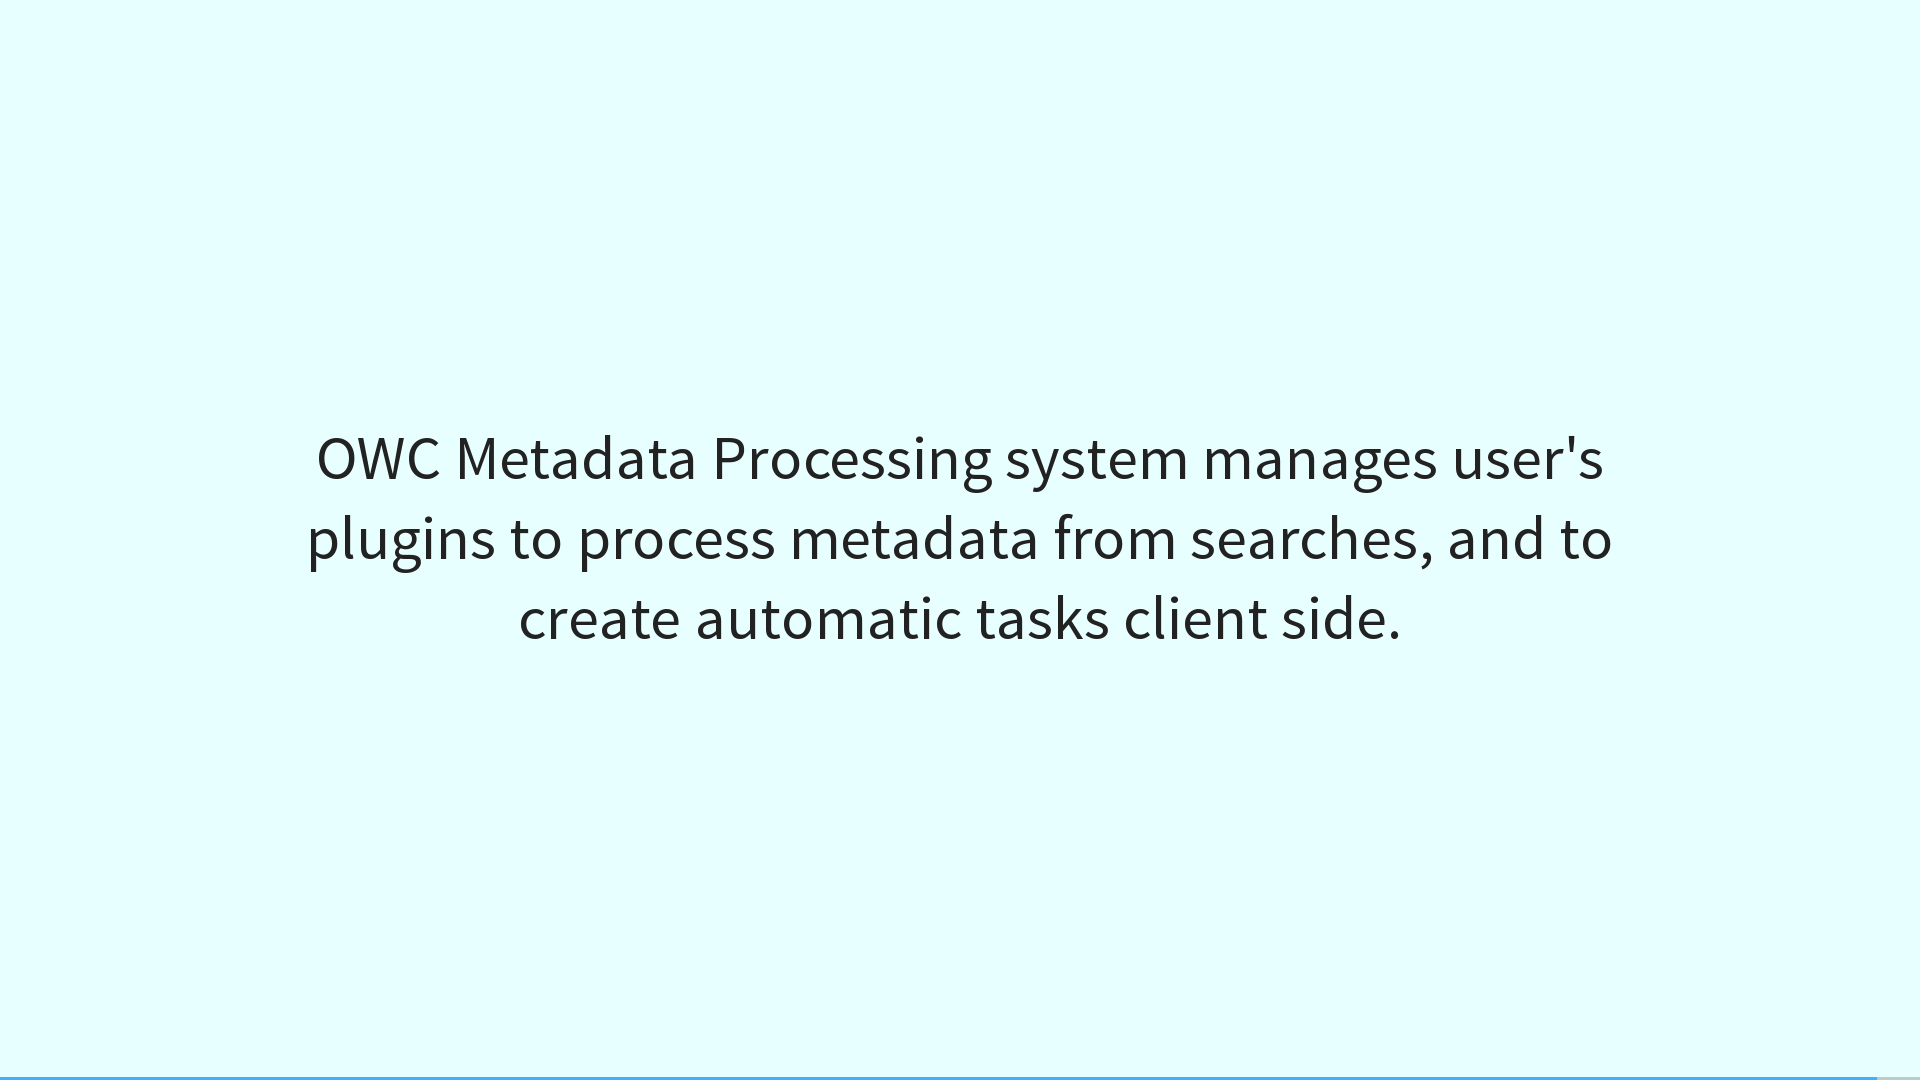 OWC Metadata Processing system manages user's
plugins to process metadata from searches, and to
create automatic tasks client side.